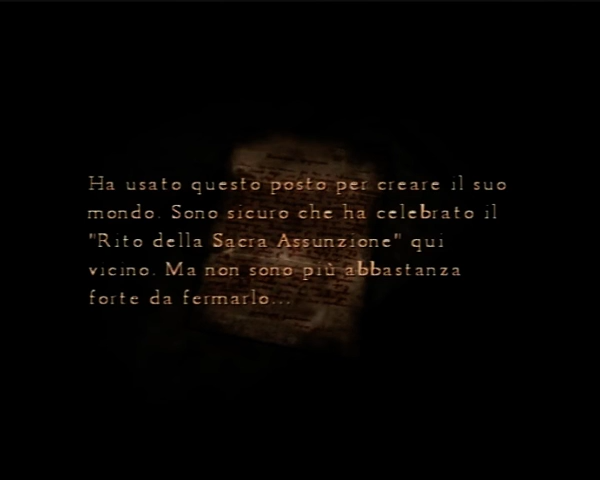 Ha usato questo posto per creare il suo
mondo. Sono sicuro che ha celebrato il
"Rito della Sacra Assunzione" qui
vicino. Ma non sono più abbastanza
forte da fermarlo...